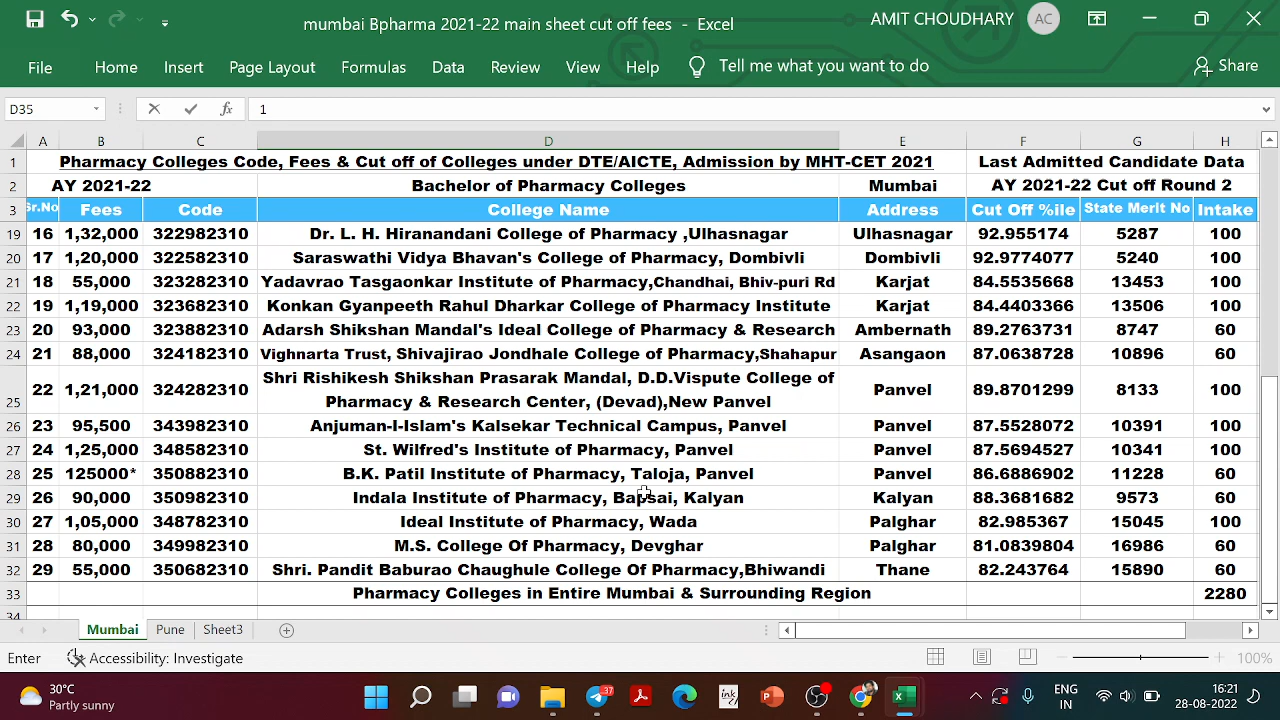 mumbai Bpharma 2021-22 main sheet cut off fees - Excel
AMIT CHOUDHARY AC
File Home Insert Page Layout Formulas Data Review View Help Tell me what you want to do Share
D35 fx 1
A B C D E F G H
1 Pharmacy Colleges Code, Fees & Cut off of Colleges under DTE/AICTE, Admission by MHT-CET 2021 Last Admitted Candidate Data
2 AY 2021-22 Bachelor of Pharmacy Colleges Mumbai AY 2021-22 Cut off Round 2
3 Sr.No Fees Code College Name Address Cut Off %ile State Merit No Intake
19 16 1,32,000 322982310 Dr. L. H. Hiranandani College of Pharmacy ,Ulhasnagar Ulhasnagar 92.955174 5287 100
20 17 1,20,000 322582310 Saraswathi Vidya Bhavan's College of Pharmacy, Dombivli Dombivli 92.9774077 5240 100
21 18 55,000 323282310 Yadavrao Tasgaonkar Institute of Pharmacy,Chandhai, Bhiv-puri Rd Karjat 84.5535668 13453 100
22 19 1,19,000 323682310 Konkan Gyanpeeth Rahul Dharkar College of Pharmacy Institute Karjat 84.4403366 13506 100
23 20 93,000 323882310 Adarsh Shikshan Mandal's Ideal College of Pharmacy & Research Ambernath 89.2763731 8747 60
24 21 88,000 324182310 Vighnarta Trust, Shivajirao Jondhale College of Pharmacy,Shahapur Asangaon 87.0638728 10896 60
25 22 1,21,000 324282310 Shri Rishikesh Shikshan Prasarak Mandal, D.D.Vispute College of
Pharmacy & Research Center, (Devad),New Panvel Panvel 89.8701299 8133 100
26 23 95,500 343982310 Anjuman-I-Islam's Kalsekar Technical Campus, Panvel Panvel 87.5528072 10391 100
27 24 1,25,000 348582310 St. Wilfred's Institute of Pharmacy, Panvel Panvel 87.5694527 10341 100
28 25 125000* 350882310 B.K. Patil Institute of Pharmacy, Taloja, Panvel Panvel 86.6886902 11228 60
29 26 90,000 350982310 Indala Institute of Pharmacy, Bapsai, Kalyan Kalyan 88.3681682 9573 60
30 27 1,05,000 348782310 Ideal Institute of Pharmacy, Wada Palghar 82.985367 15045 100
31 28 80,000 349982310 M.S. College Of Pharmacy, Devghar Palghar 81.0839804 16986 60
32 29 55,000 350682310 Shri. Pandit Baburao Chaughule College Of Pharmacy,Bhiwandi Thane 82.243764 15890 60
33 Pharmacy Colleges in Entire Mumbai & Surrounding Region 2280
34
Mumbai Pune Sheet3
Enter Accessibility: Investigate 100%
30°C
Partly sunny
37
ink
ENG
IN
16:21
28-08-2022